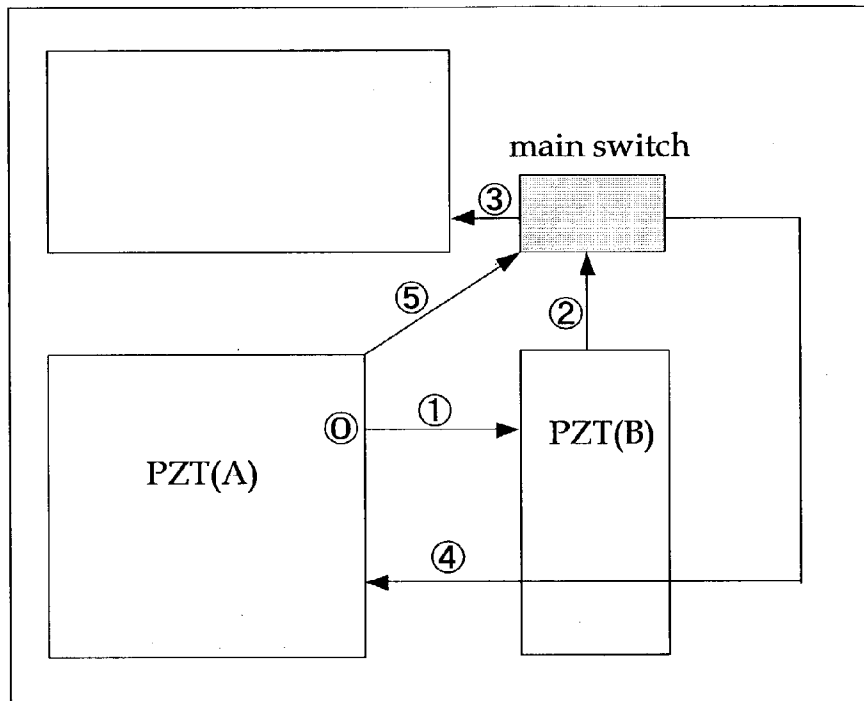 main switch
③
⑤
②
⓪
①
PZT(B)
PZT(A)
④